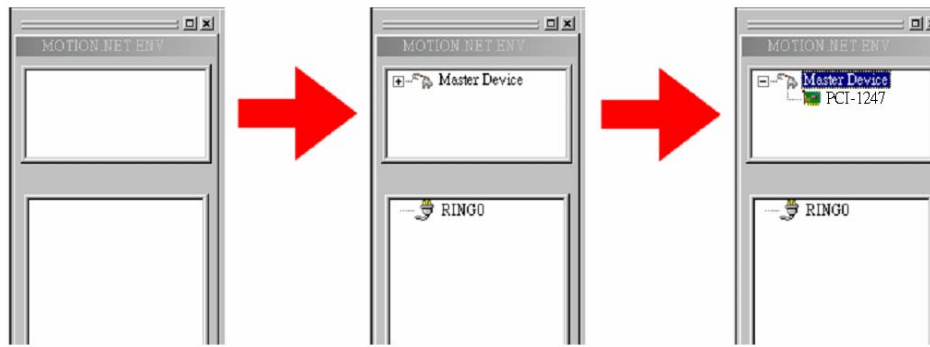 MOTION.NET ENV
MOTION NET ENV
Master Device
RING0
MOTION NET ENV
Master Device
PCI-1247
RING0